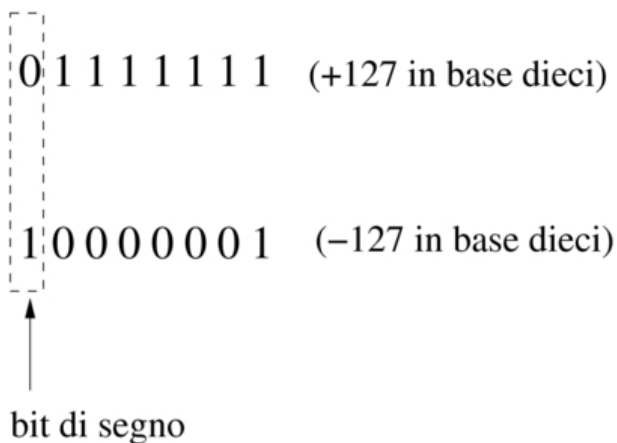 0 1 1 1 1 1 1 1 (+127 in base dieci)
1 0 0 0 0 0 0 1 (−127 in base dieci)
bit di segno